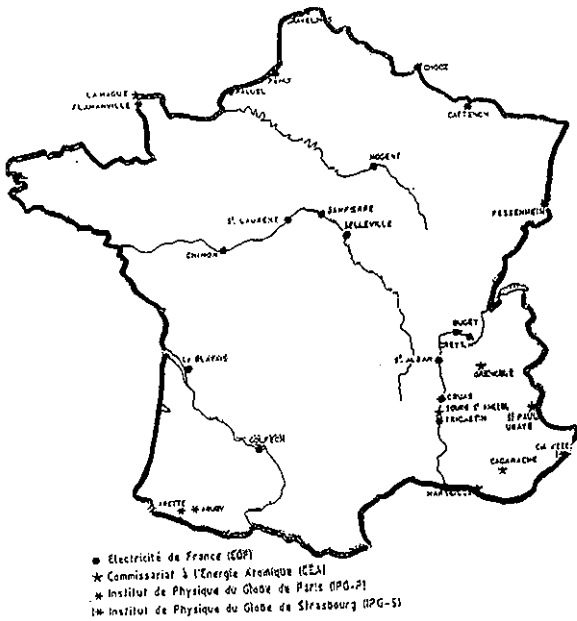 GRAVELINES
CHOOZ
PENLY
PALUEL
LA HAGUE
FLAMANVILLE
CATTENOM
NOGENT
FESSENHEIM
DAMPIERRE
St. LAURENT
BELLEVILLE
CHINON
BUGEY
CREYS
St. ALBAN
GRENOBLE
Le BLAYAIS
CRUAS
TRICASTIN
St PAUL
UBAYE
GOLFECH
CADARACHE
MARSEILLE
ARETTE
● Electricité de France (EDF)
★ Commissariat à l'Energie Atomique (CEA)
* Institut de Physique du Globe de Paris (IPG-P)
I* Institut de Physique du Globe de Strasbourg (IPG-S)